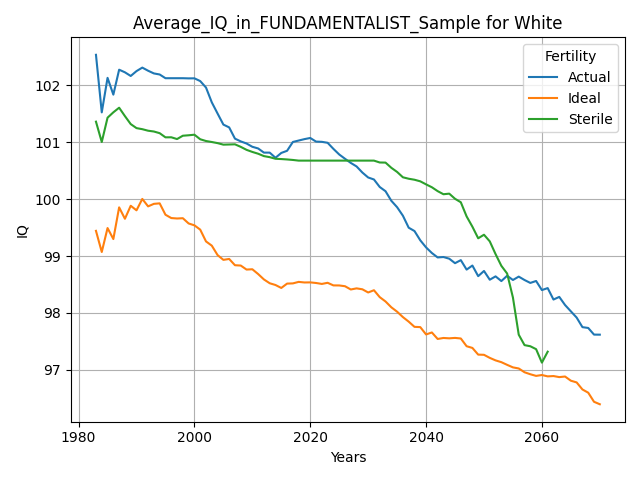 Average_IQ_in_FUNDAMENTALIST_Sample for White
Fertility
Actual
Ideal
Sterile
IQ
102
101
100
99
98
97
1980
2000
2020
2040
2060
Years